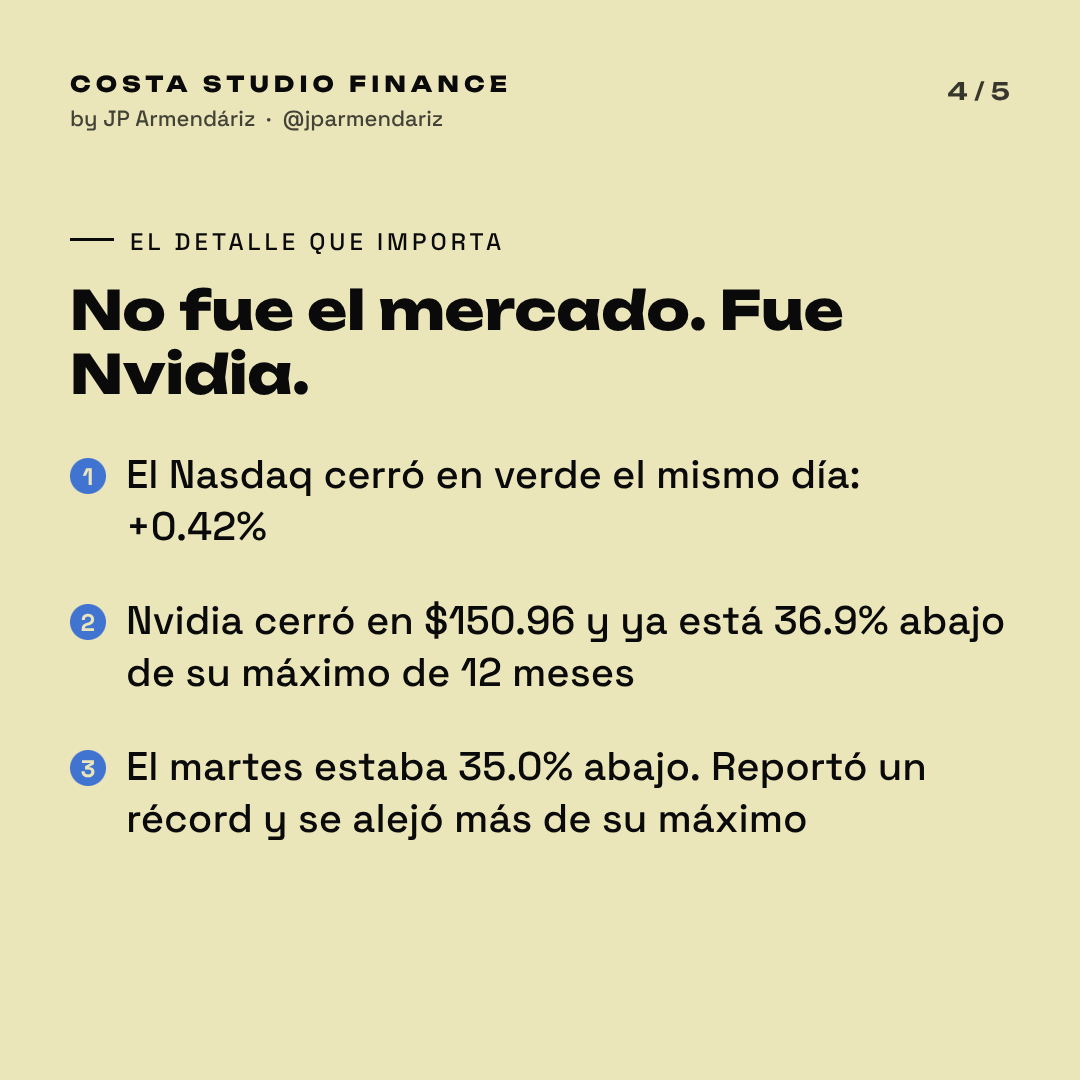 COSTA STUDIO FINANCE
by JP Armendáriz · @jparmendariz
4 / 5
EL DETALLE QUE IMPORTA
No fue el mercado. Fue
Nvidia.
1 El Nasdaq cerró en verde el mismo día:
+0.42%
2 Nvidia cerró en $150.96 y ya está 36.9% abajo
de su máximo de 12 meses
3 El martes estaba 35.0% abajo. Reportó un
récord y se alejó más de su máximo